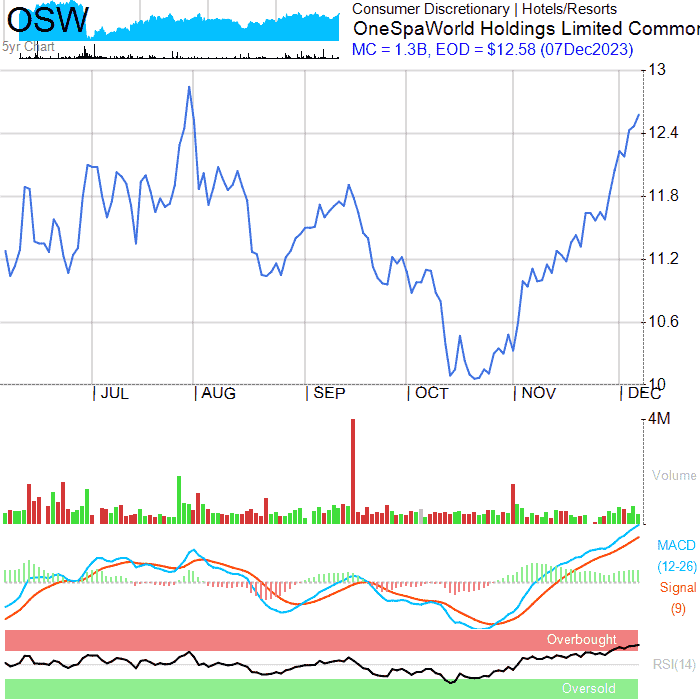 OSW
5yr Chart
Consumer Discretionary | Hotels/Resorts
OneSpaWorld Holdings Limited Common
MC = 1.3B, EOD = $12.58 (07Dec2023)
13
12.4
11.8
11.2
10.6
10
JUL
AUG
SEP
OCT
NOV
DEC
4M
Volume
MACD
(12-26)
Signal
(9)
Overbought
RSI(14)
Oversold